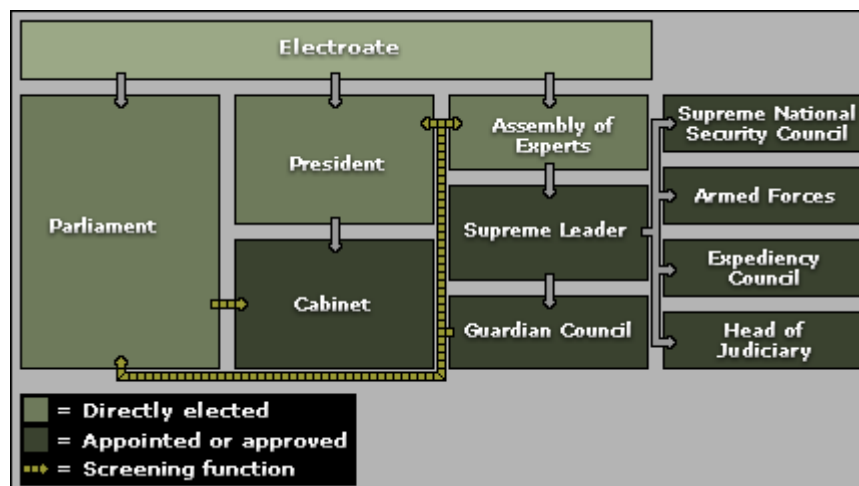 Electroate
Parliament
President
Cabinet
Assembly of
Experts
Supreme Leader
Guardian Council
Supreme National
Security Council
Armed Forces
Expediency
Council
Head of
Judiciary
= Directly elected
= Appointed or approved
= Screening function